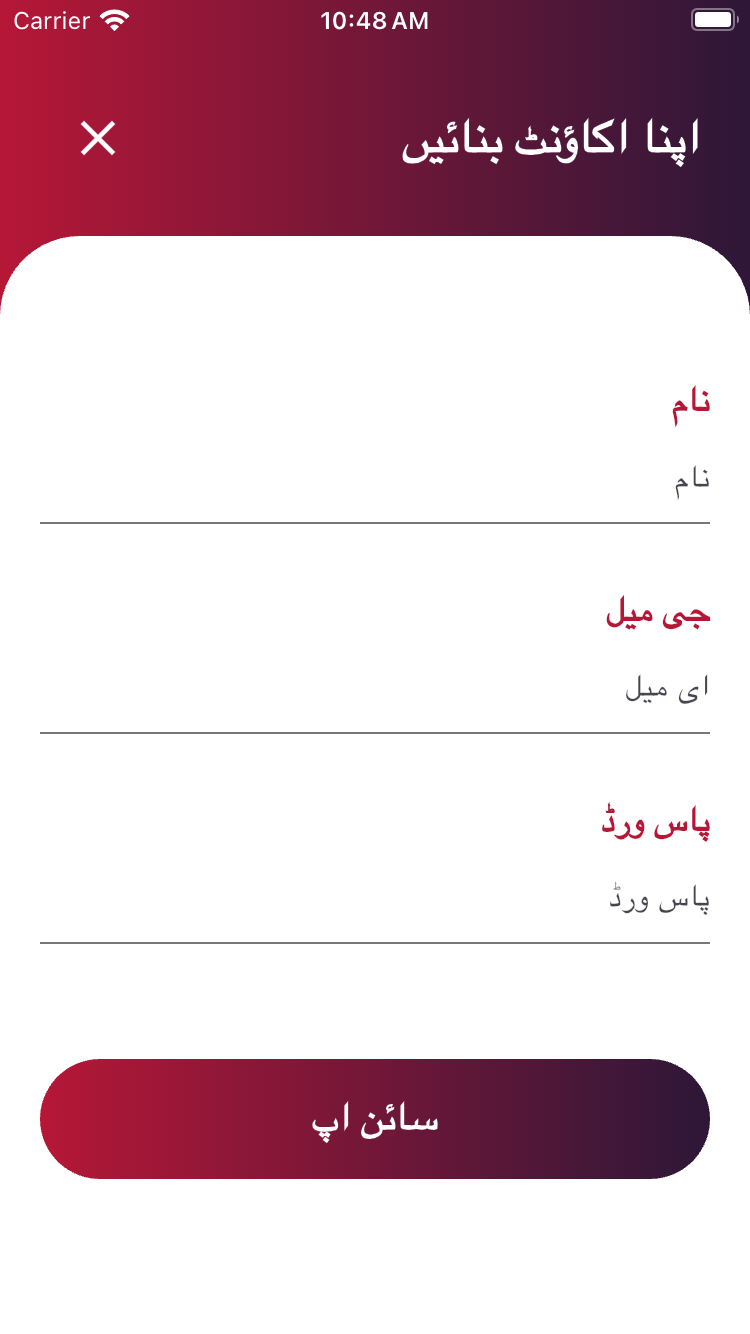 Carrier 10:48 AM
اپنا اکاؤنٹ بنائیں
نام
نام
جی میل
ای میل
پاس ورڈ
پاس ورڈ
سائن اپ